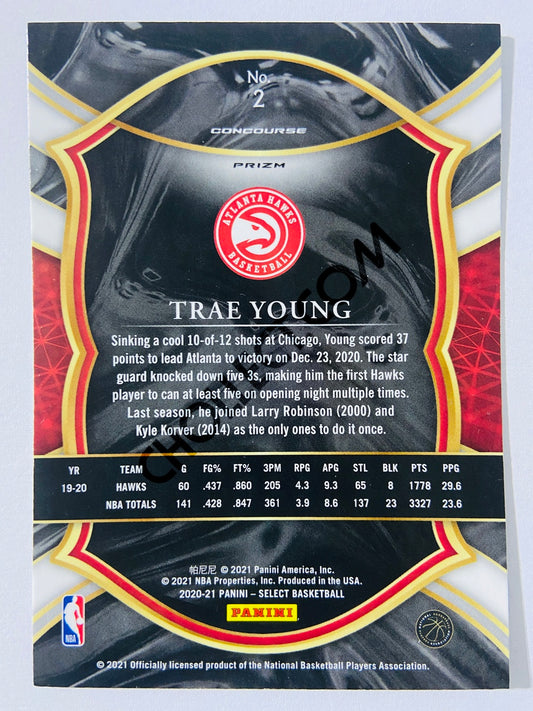 No.
2
CONCOURSE
PRIZM
ATLANTA HAWKS
BASKETBALL
TRAE YOUNG
Sinking a cool 10-of-12 shots at Chicago, Young scored 37
points to lead Atlanta to victory on Dec. 23, 2020. The star
guard knocked down five 3s, making him the first Hawks
player to can at least five on opening night multiple times.
Last season, he joined Larry Robinson (2000) and
Kyle Korver (2014) as the only ones to do it once.
YR TEAM G FG% FT% 3PM RPG APG STL BLK PTS PPG
19-20 HAWKS 60 .437 .860 205 4.3 9.3 65 8 1778 29.6
NBA TOTALS 141 .428 .847 361 3.9 8.6 137 23 3327 23.6
帕尼尼 © 2021 Panini America, Inc.
© 2021 NBA Properties, Inc. Produced in the USA.
2020-21 PANINI – SELECT BASKETBALL
PANINI
NBA
© 2021 Officially licensed product of the National Basketball Players Association.